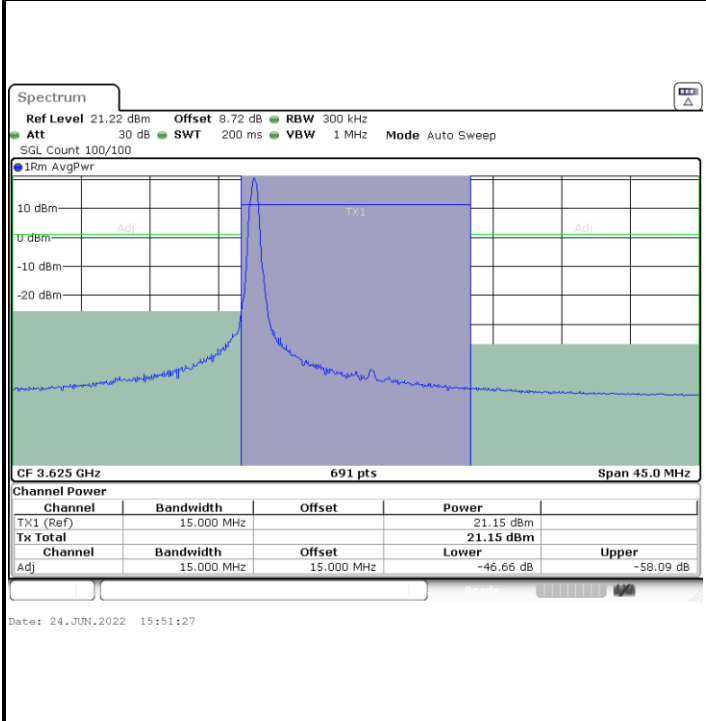 Spectrum
Ref Level 21.22 dBm Offset 8.72 dB RBW 300 kHz
Att 30 dB SWT 200 ms VBW 1 MHz Mode Auto Sweep
SGL Count 100/100
1Rm AvgPwr
10 dBm
TX1
Adj
Adj
0 dBm
-10 dBm
-20 dBm
CF 3.625 GHz 691 pts Span 45.0 MHz
Channel Power
Channel Bandwidth Offset Power
TX1 (Ref) 15.000 MHz 21.15 dBm
Tx Total 21.15 dBm
Channel Bandwidth Offset Lower Upper
Adj 15.000 MHz 15.000 MHz -46.66 dB -58.09 dB
Ready
Date: 24.JUN.2022 15:51:27